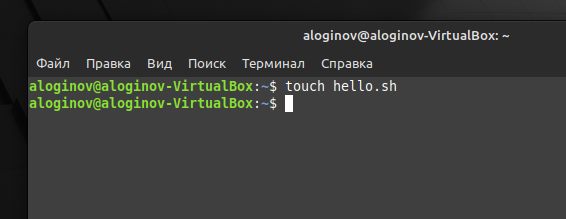 aloginov@aloginov-VirtualBox: ~
Файл Правка Вид Поиск Терминал Справка
aloginov@aloginov-VirtualBox:~$ touch hello.sh
aloginov@aloginov-VirtualBox:~$